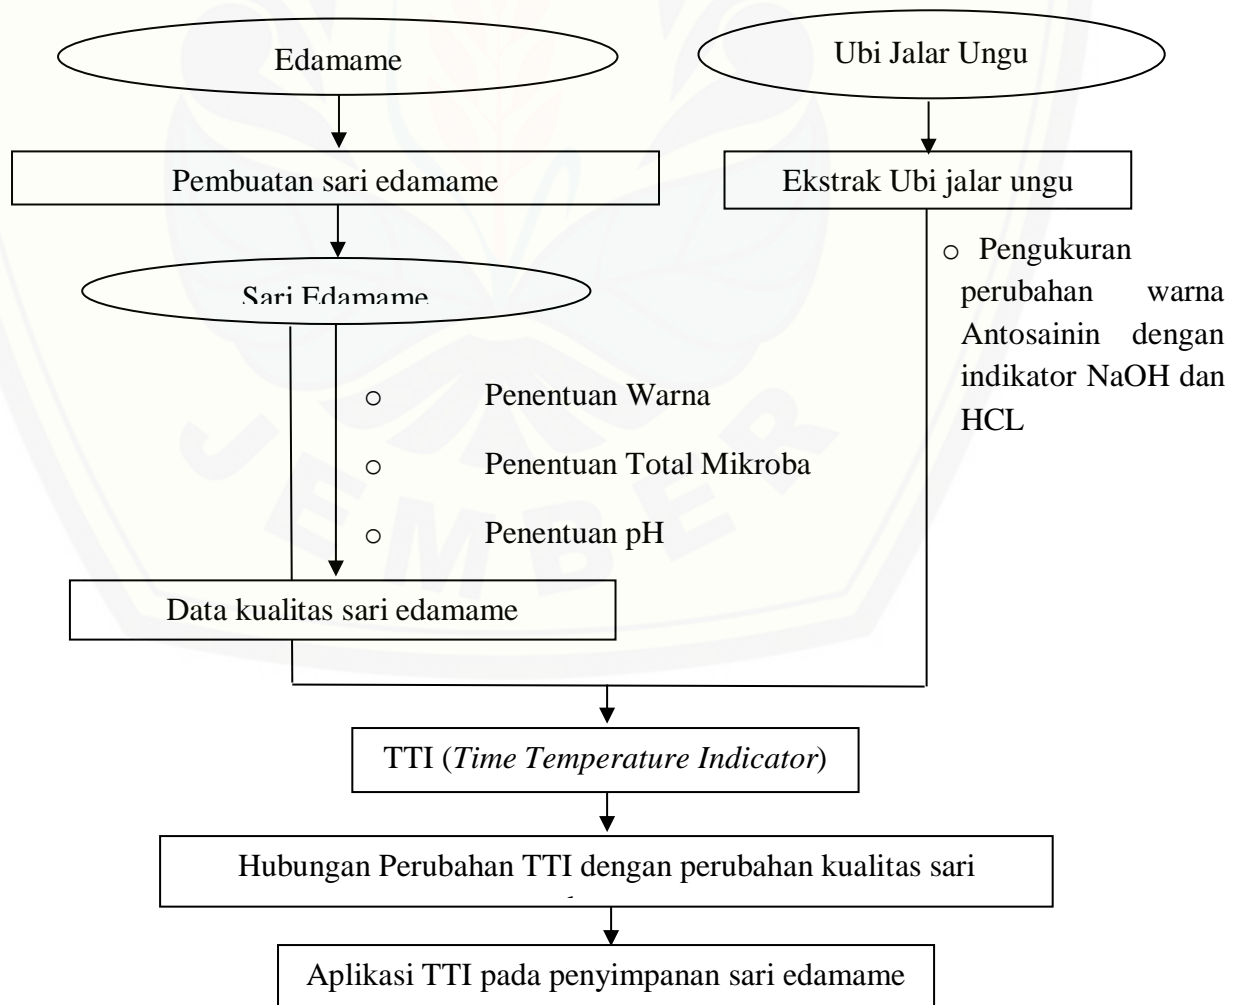 Edamame
Ubi Jalar Ungu
Pembuatan sari edamame
Ekstrak Ubi jalar ungu
Sari Edamame
o Pengukuran
perubahan warna
Antosainin dengan
indikator NaOH dan
HCL
o Penentuan Warna
o Penentuan Total Mikroba
o Penentuan pH
Data kualitas sari edamame
TTI (Time Temperature Indicator)
Hubungan Perubahan TTI dengan perubahan kualitas sari
Aplikasi TTI pada penyimpanan sari edamame
JEMBER